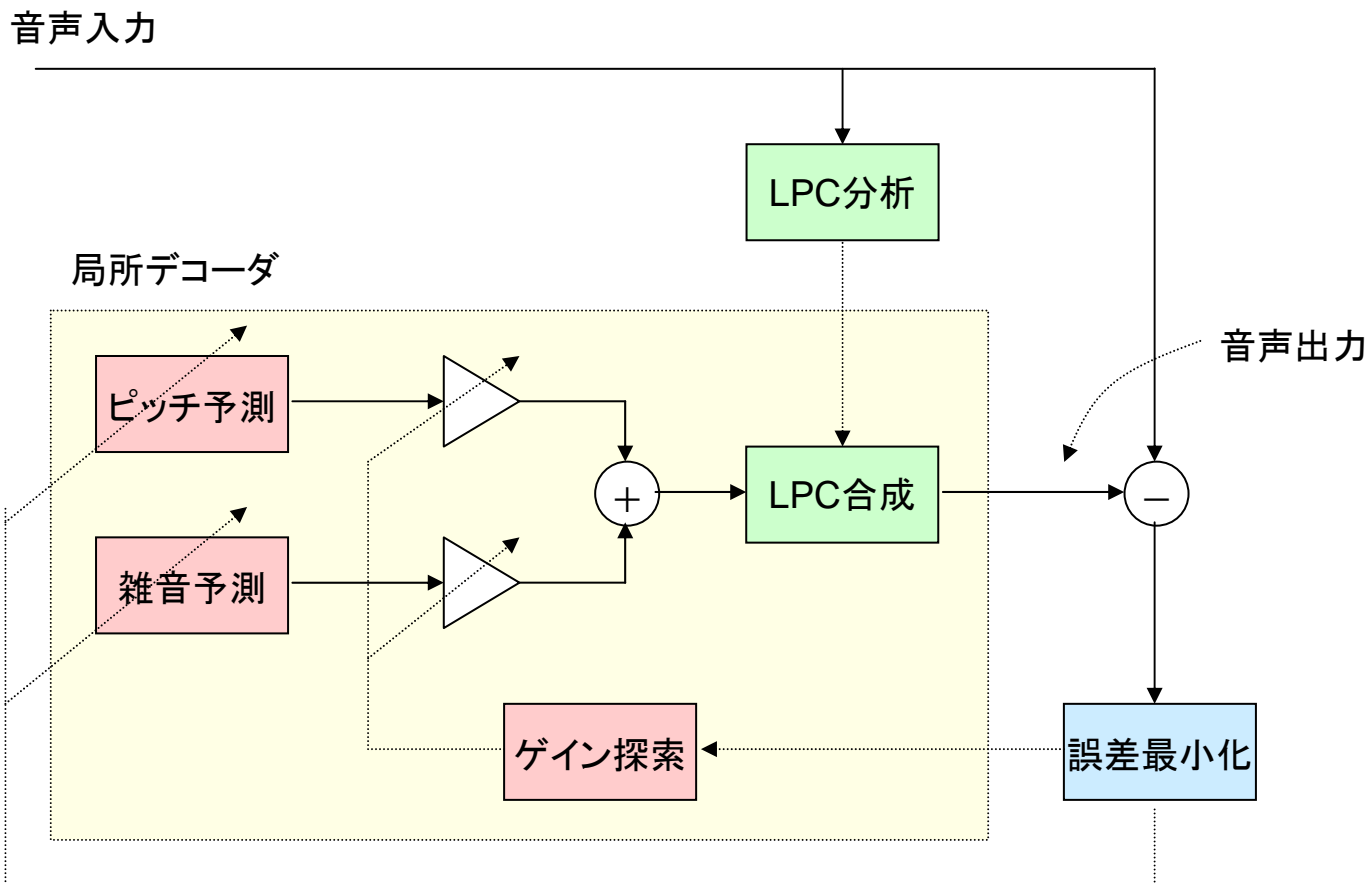 音声入力
LPC分析
局所デコーダ
音声出力
ピッチ予測
+
LPC合成
−
雑音予測
ゲイン探索
誤差最小化